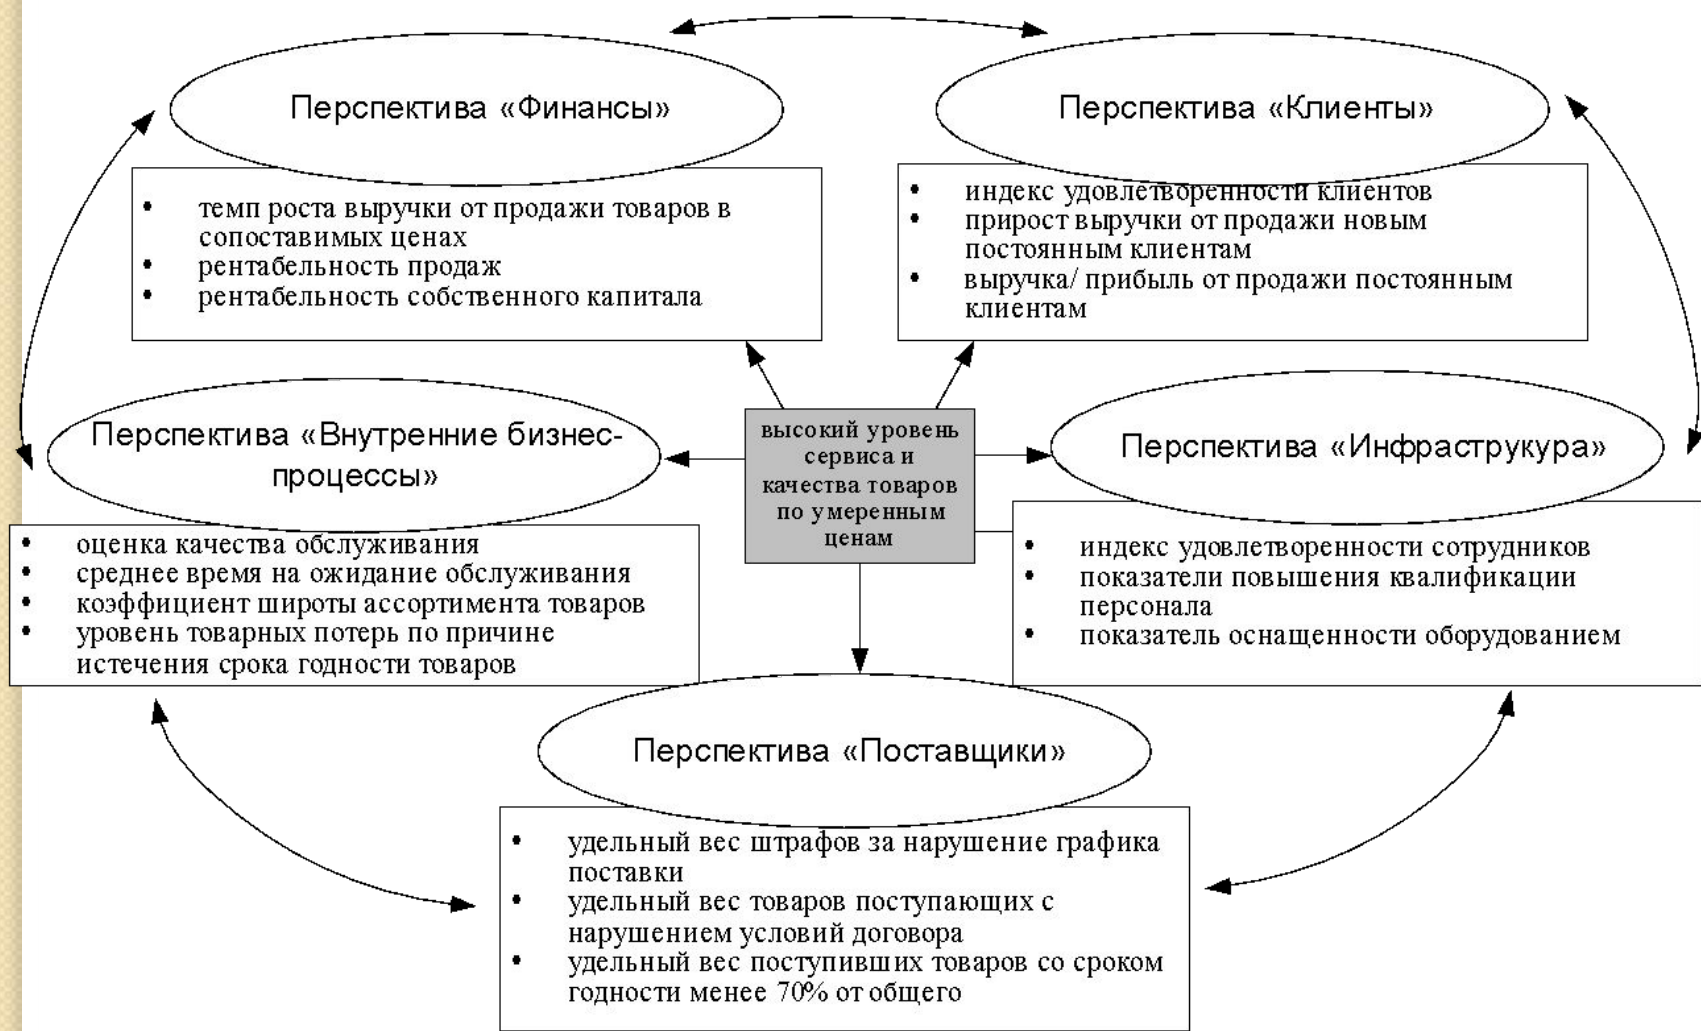 Перспектива «Финансы»
темп роста выручки от продажи товаров в
сопоставимых ценах
рентабельность продаж
рентабельность собственного капитала
Перспектива «Клиенты»
индекс удовлетворенности клиентов
прирост выручки от продажи новым
постоянным клиентам
выручка/ прибыль от продажи постоянным
клиентам
Перспектива «Внутренние бизнес-
процессы»
оценка качества обслуживания
среднее время на ожидание обслуживания
коэффициент широты ассортимента товаров
уровень товарных потерь по причине
истечения срока годности товаров
высокий уровень
сервиса и
качества товаров
по умеренным
ценам
Перспектива «Инфраструкура»
индекс удовлетворенности сотрудников
показатели повышения квалификации
персонала
показатель оснащенности оборудованием
Перспектива «Поставщики»
удельный вес штрафов за нарушение графика
поставки
удельный вес товаров поступающих с
нарушением условий договора
удельный вес поступивших товаров со сроком
годности менее 70% от общего